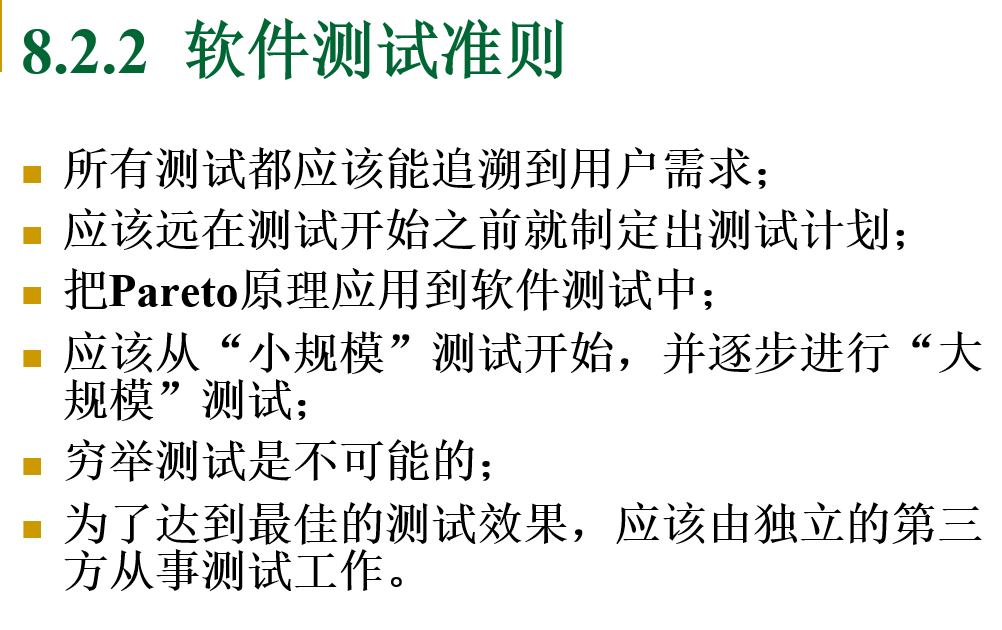 8.2.2 软件测试准则
所有测试都应该能追溯到用户需求；
应该远在测试开始之前就制定出测试计划；
把Pareto原理应用到软件测试中；
应该从“小规模”测试开始，并逐步进行“大
规模”测试；
穷举测试是不可能的；
为了达到最佳的测试效果，应该由独立的第三
方从事测试工作。